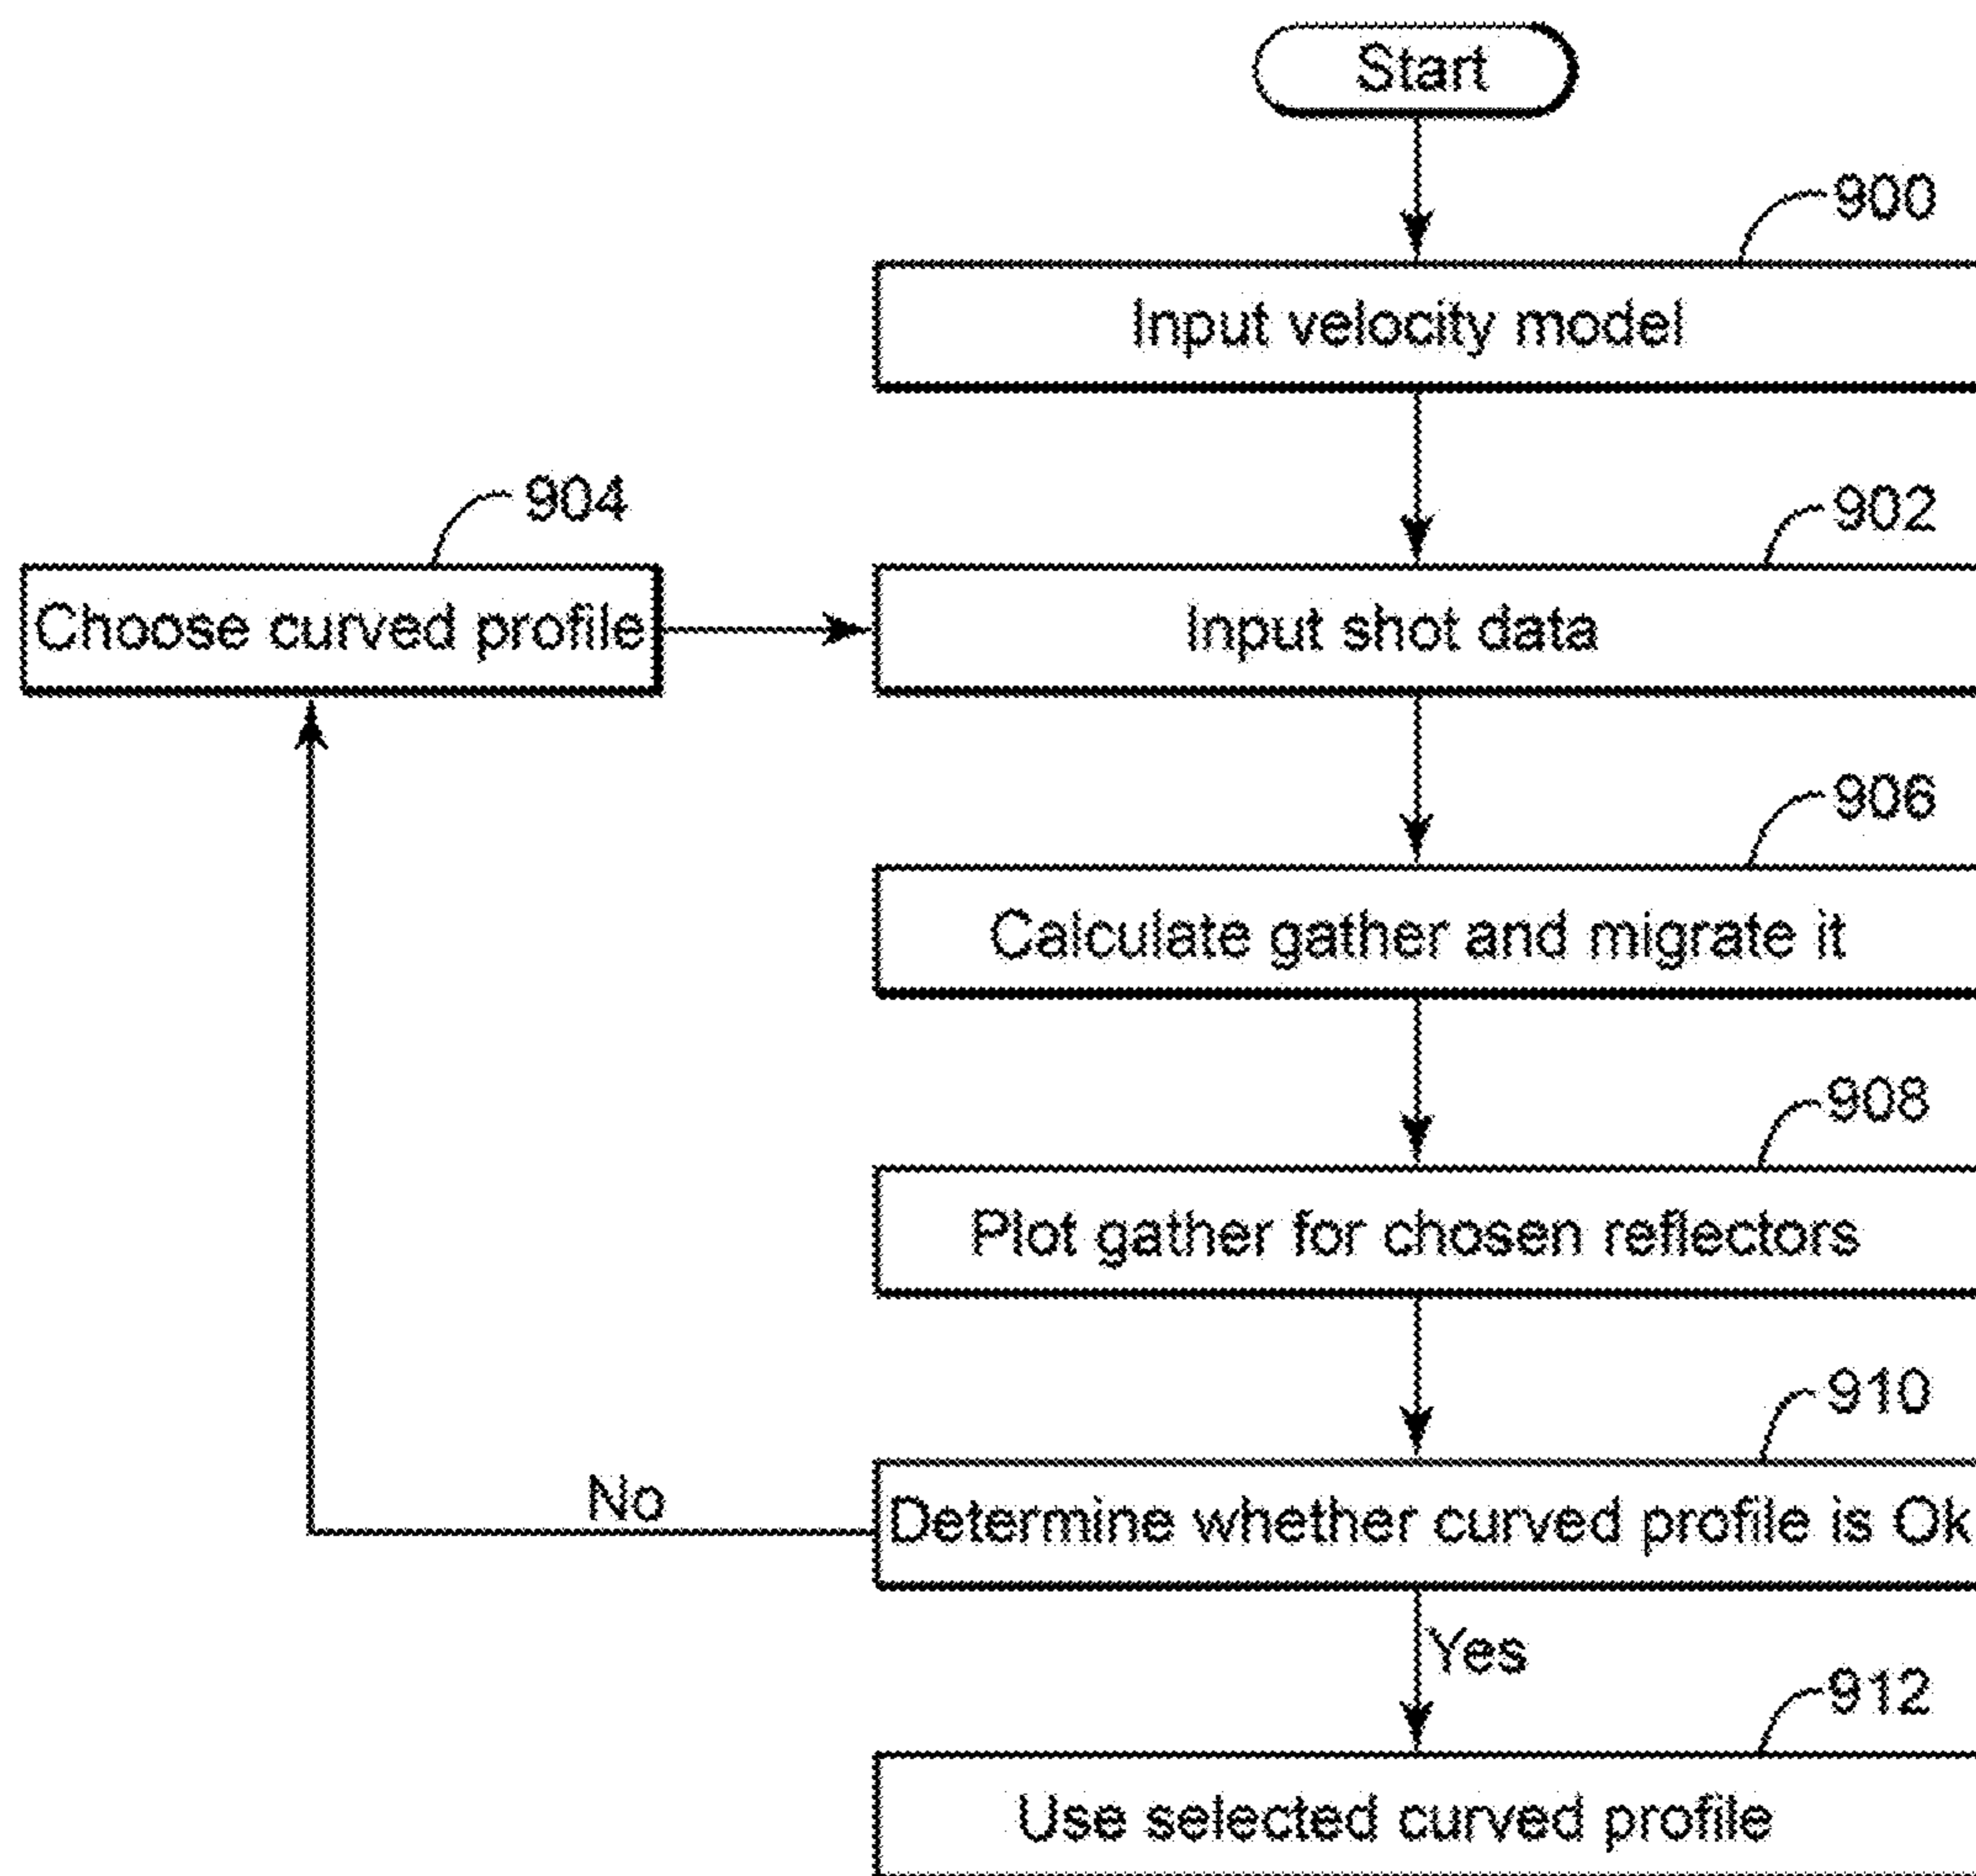 Start
900
Input velocity model
904
902
Choose curved profile
Input shot data
906
Calculate gather and migrate it
908
Plot gather for chosen reflectors
910
No
Determine whether curved profile is Ok
Yes
912
Use selected curved profile